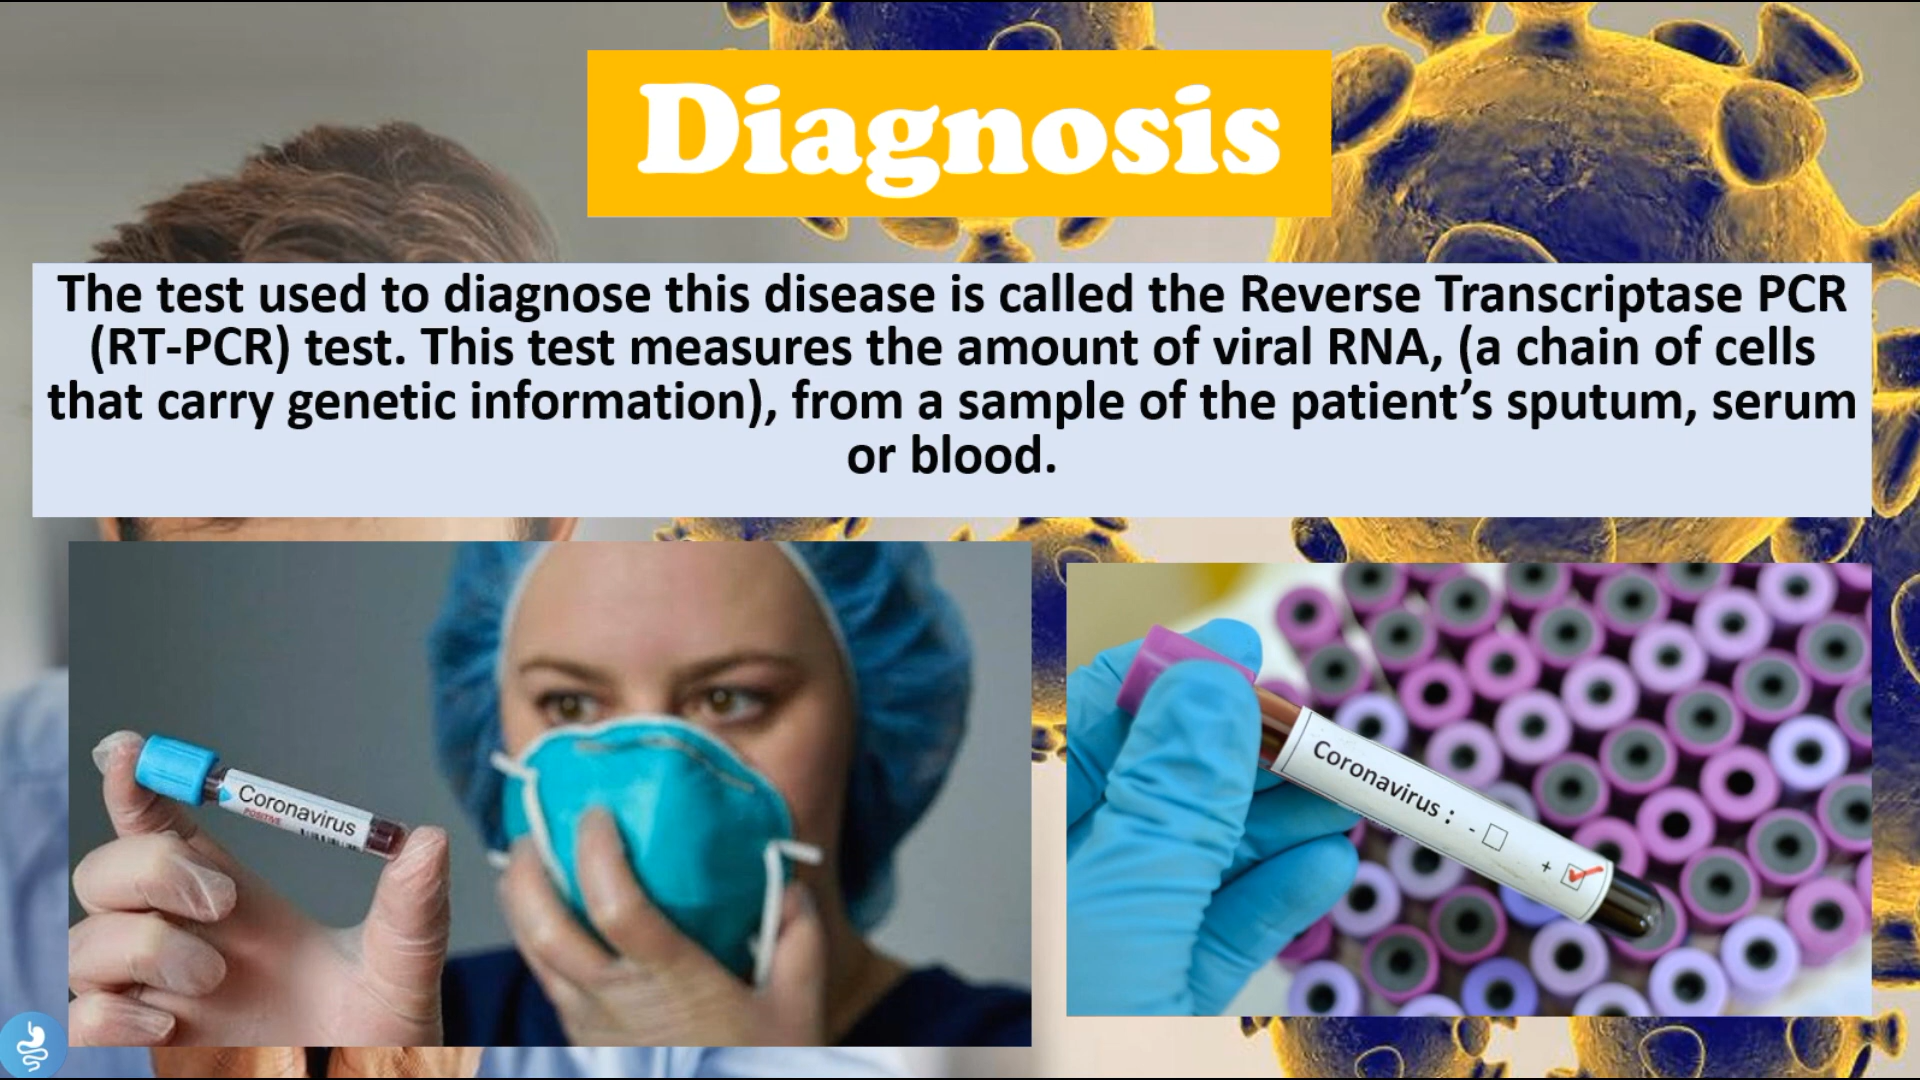 Diagnosis
The test used to diagnose this disease is called the Reverse Transcriptase PCR
(RT-PCR) test. This test measures the amount of viral RNA, (a chain of cells
that carry genetic information), from a sample of the patient’s sputum, serum
or blood.
Coronavirus
POSITIVE
Coronavirus : - 
+